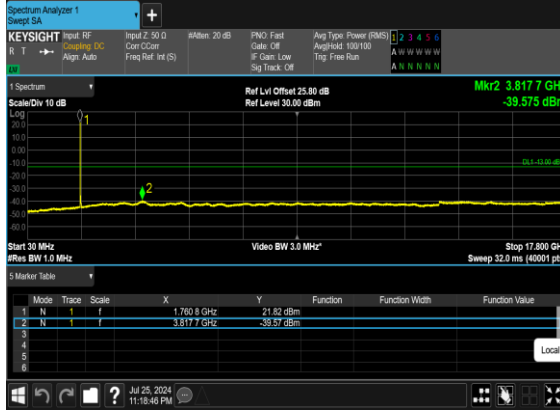 Spectrum Analyzer 1
Swept SA
+
KEYSIGHT Input: RF Input Z: 50 Ω #Atten: 20 dB PNO: Fast Avg Type: Power (RMS) 1 2 3 4 5 6
R T Coupling: DC Corr CCorr Gate: Off Avg|Hold: 100/100 A W W W W W
Align: Auto Freq Ref: Int (S) IF Gain: Low Trig: Free Run
Sig Track: Off A N N N N N
1 Spectrum
Scale/Div 10 dB
Ref Lvl Offset 25.80 dB
Ref Level 30.00 dBm
Mkr2 3.817 7 GH
-39.575 dB
Log
20.0
10.0
0.00
-10.0
-20.0
-30.0
-40.0
-50.0
-60.0
1
2
DL1 -13.00 dB
Start 30 MHz Video BW 3.0 MHz* Stop 17.800 GH
#Res BW 1.0 MHz Sweep 32.0 ms (40001 pt
5 Marker Table
Mode Trace Scale X Y Function Function Width Function Value
1 N 1 f 1.760 8 GHz 21.82 dBm
2 N 1 f 3.817 7 GHz -39.57 dBm
3
4
5
6
Local
?
Jul 25, 2024
11:18:46 PM